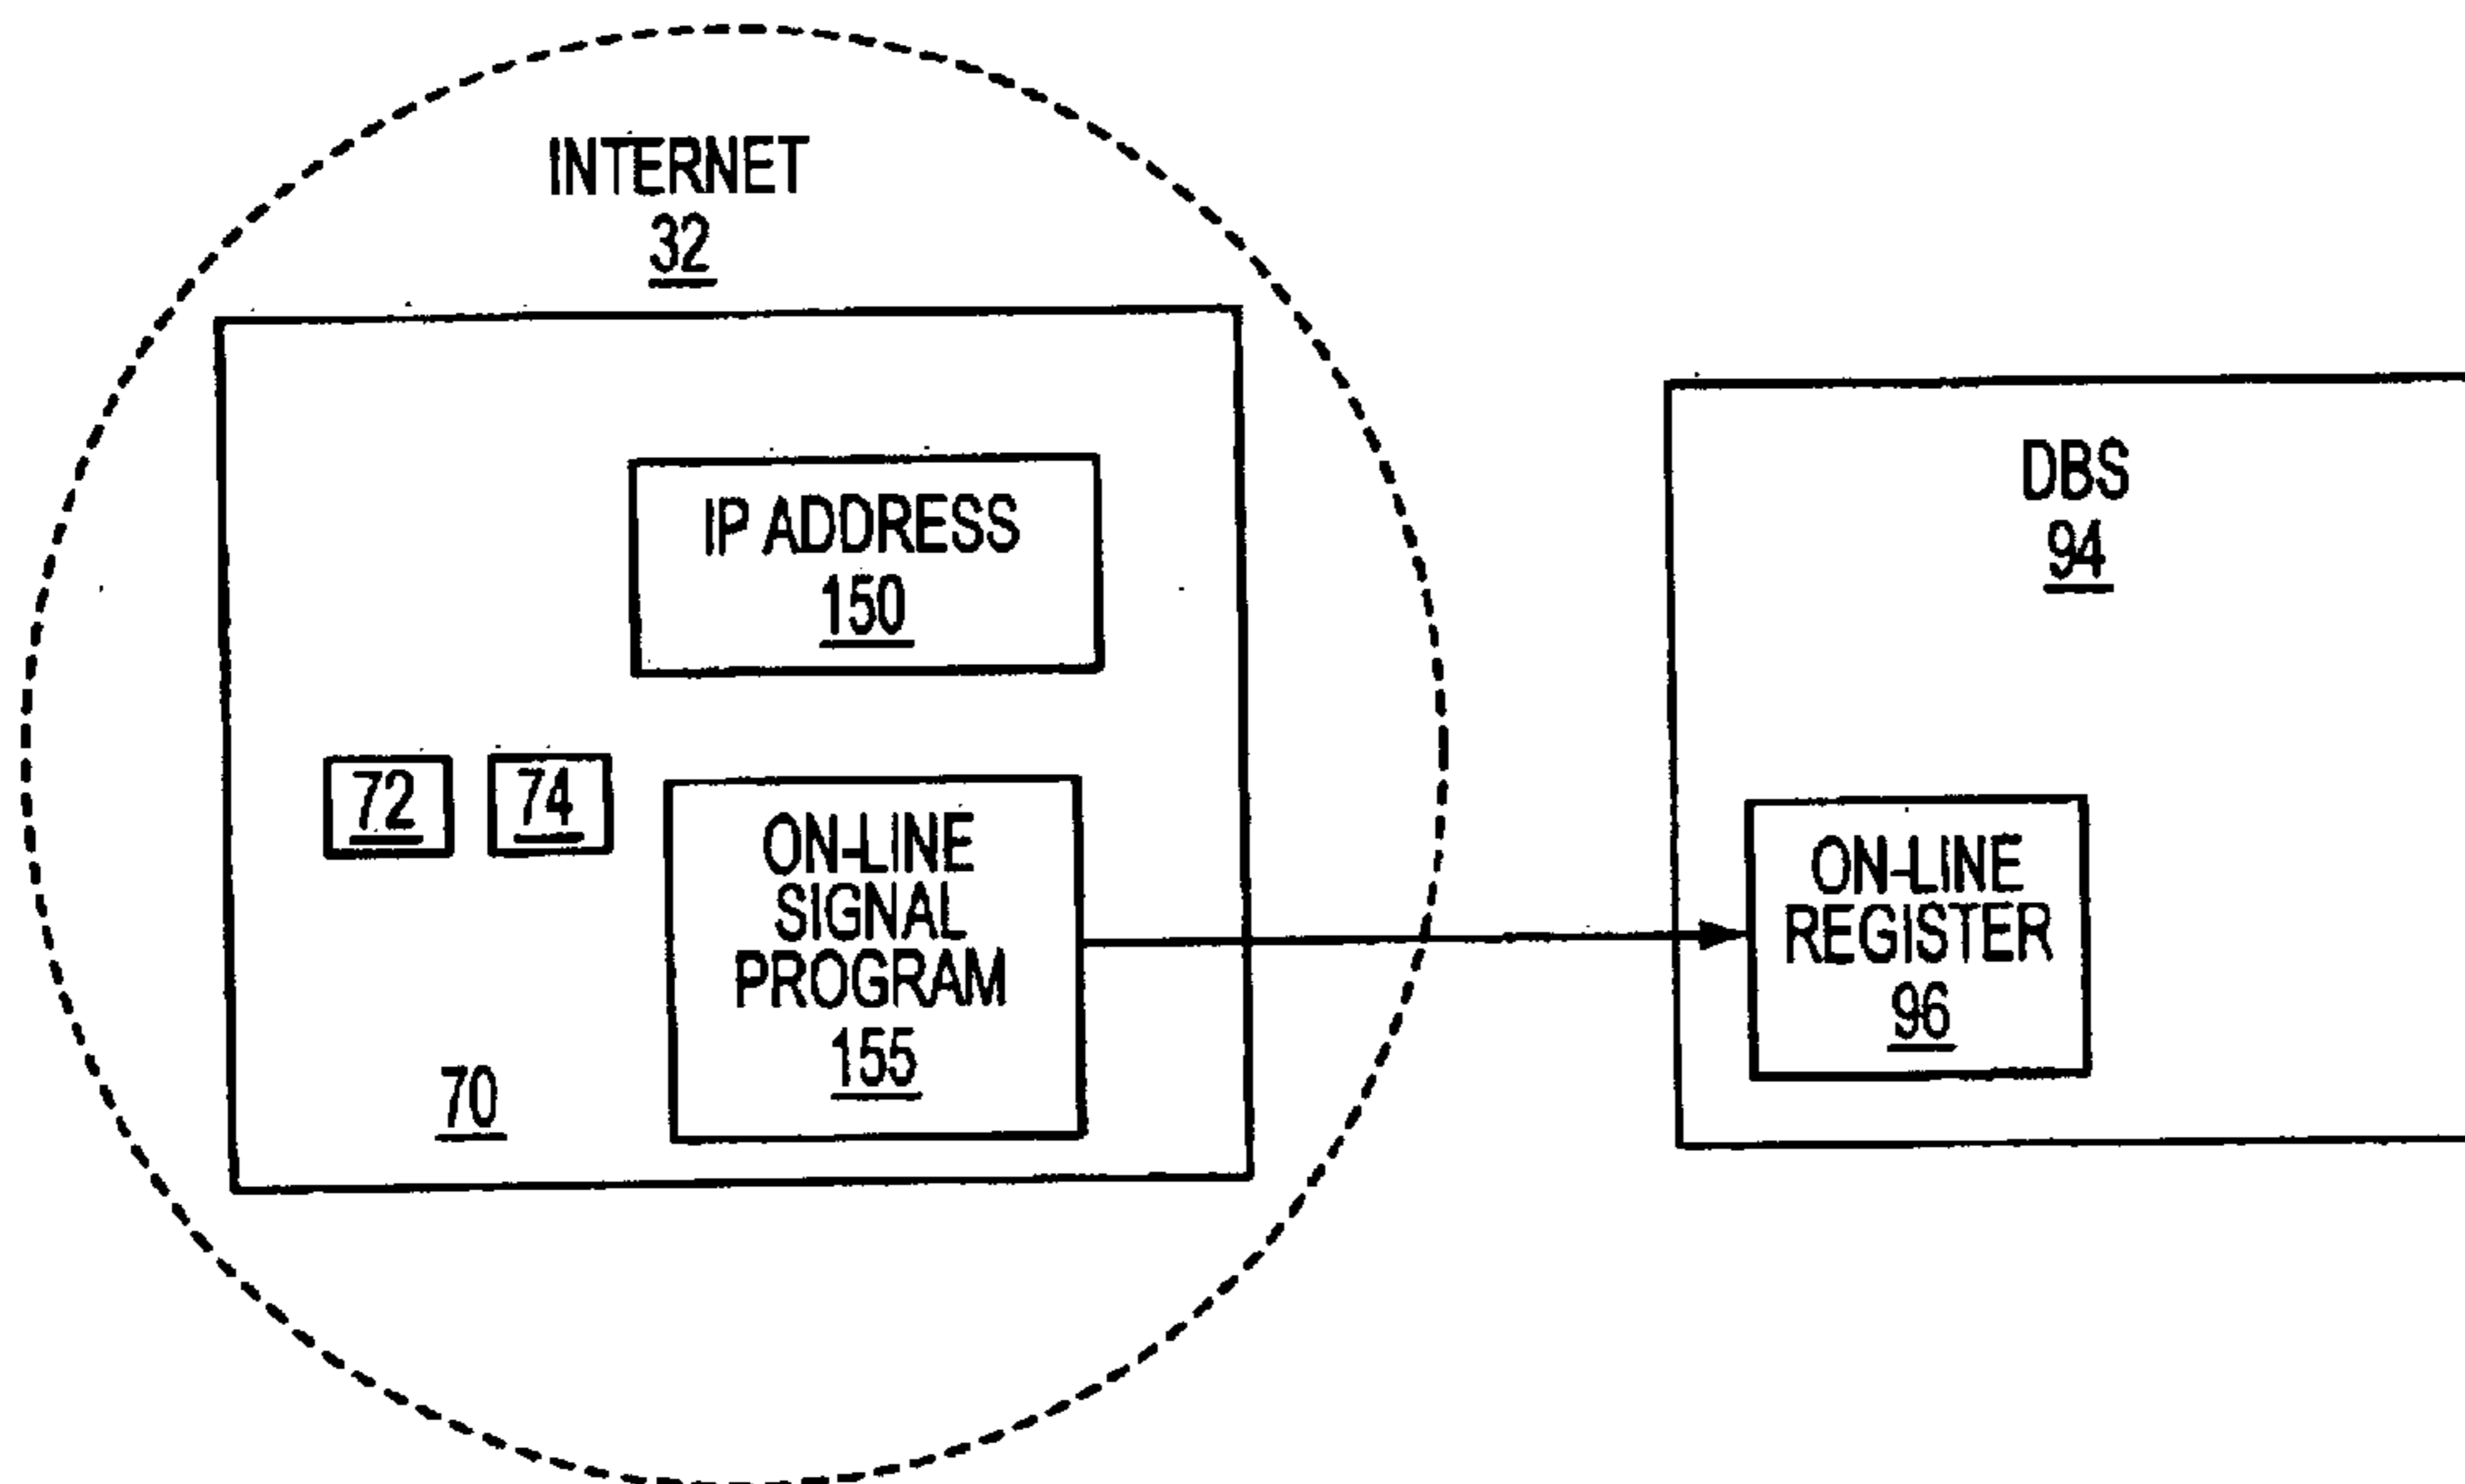 INTERNET
32
IP ADDRESS
150
72
74
ON-LINE
SIGNAL
PROGRAM
155
70
DBS
94
ON-LINE
REGISTER
96